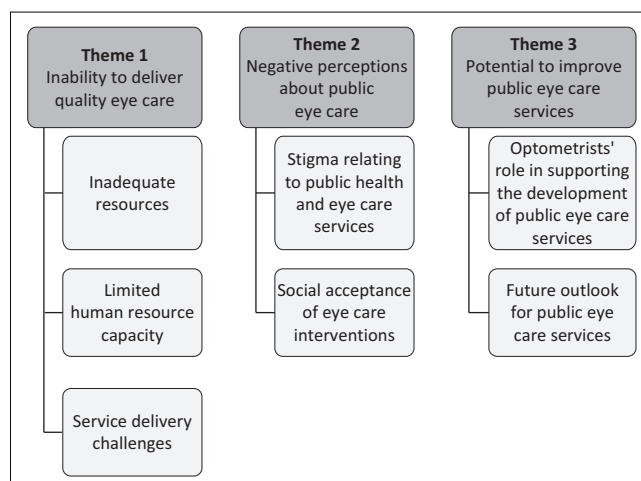 Theme 1
Inability to deliver
quality eye care
Inadequate
resources
Limited
human resource
capacity
Service delivery
challenges
Theme 2
Negative perceptions
about public
eye care
Stigma relating
to public health
and eye care
services
Social acceptance
of eye care
interventions
Theme 3
Potential to improve
public eye care
services
Optometrists'
role in supporting
the development
of public eye care
services
Future outlook
for public eye
care services